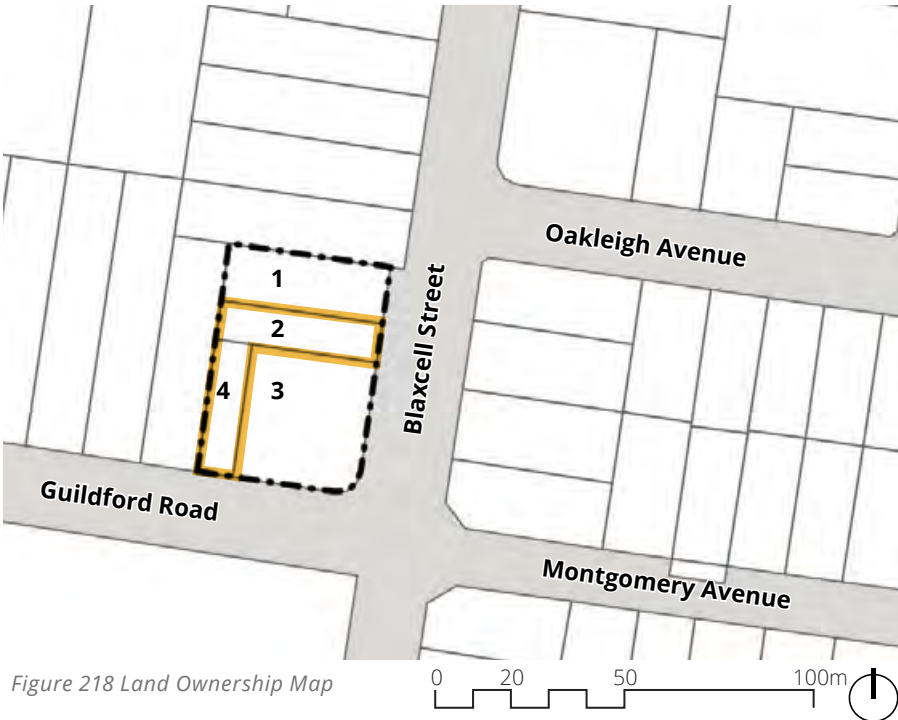 Oakleigh Avenue
1
2
Blaxcell Street
4
3
Guildford Road
Montgomery Avenue
Figure 218 Land Ownership Map
0 20 50 100m